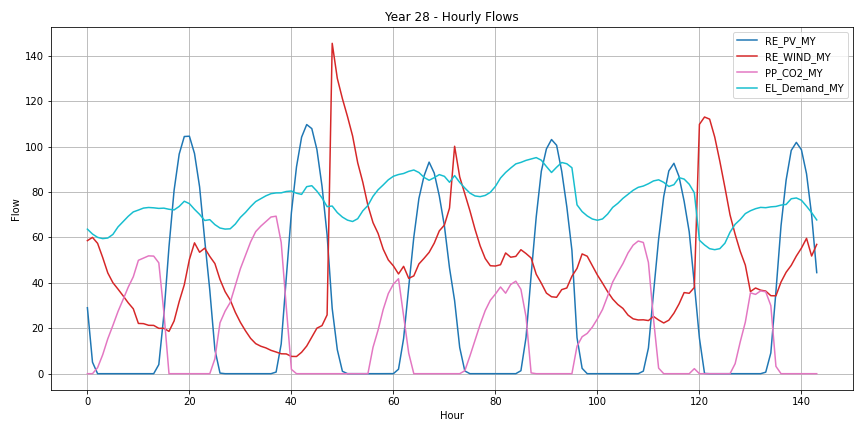 Year 28 - Hourly Flows
RE_PV_MY
RE_WIND_MY
PP_CO2_MY
EL_Demand_MY
Flow
140
120
100
80
60
40
20
0
0 20 40 60 80 100 120 140
Hour